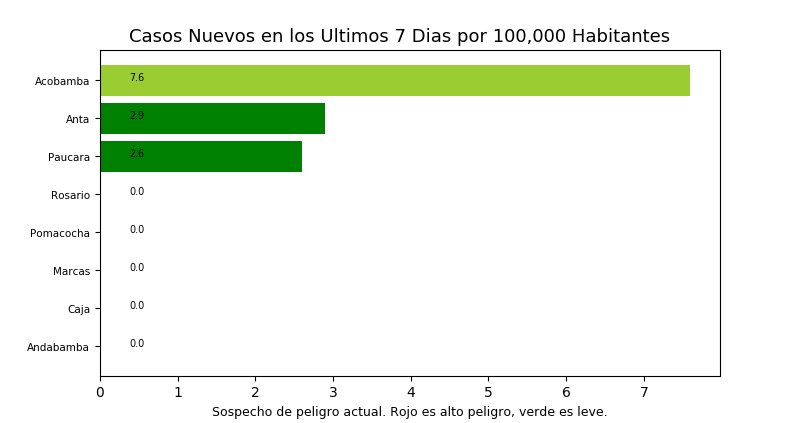 Casos Nuevos en los Ultimos 7 Dias por 100,000 Habitantes
Acobamba 7.6
Anta 2.9
Paucara 2.6
Rosario 0.0
Pomacocha 0.0
Marcas 0.0
Caja 0.0
Andabamba 0.0
0 1 2 3 4 5 6 7
Sospecho de peligro actual. Rojo es alto peligro, verde es leve.